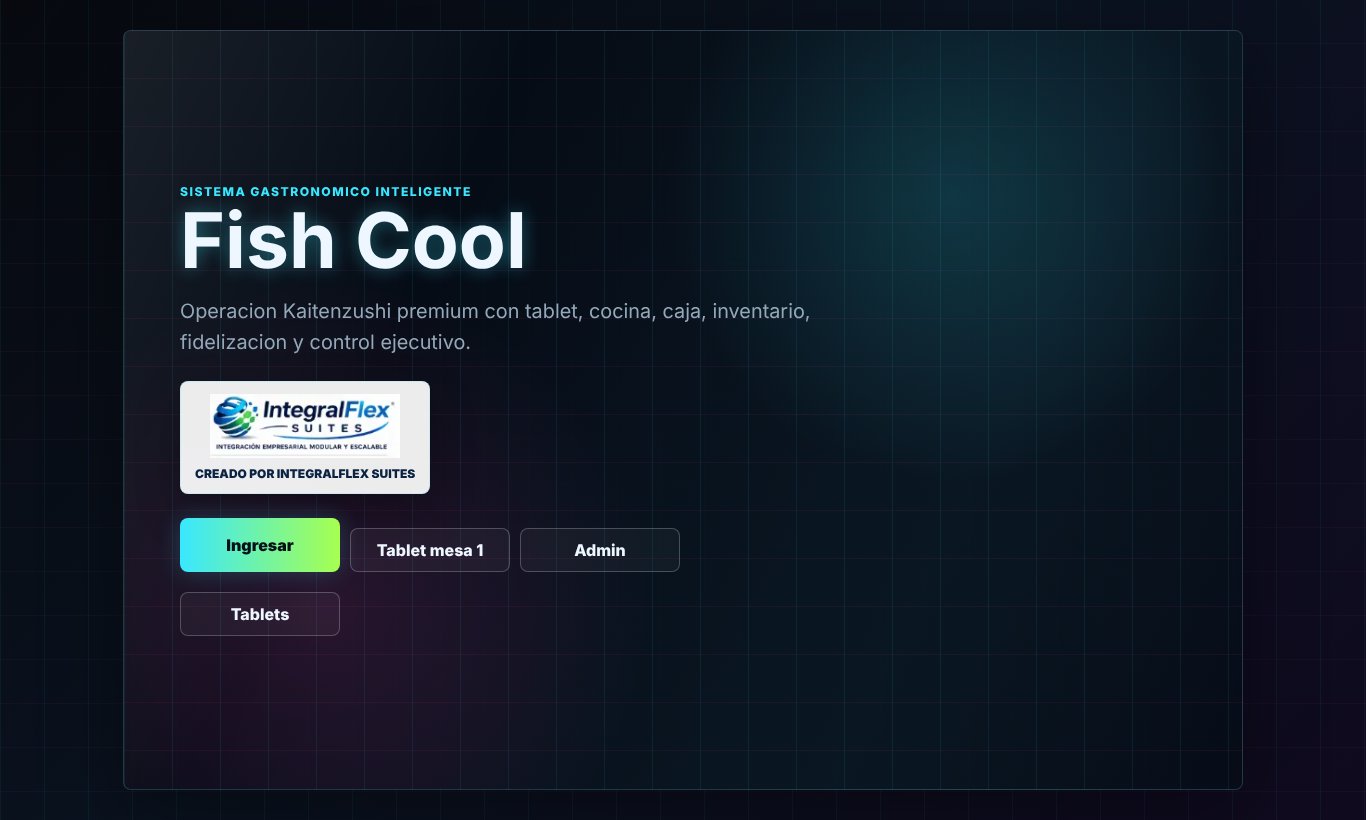 SISTEMA GASTRONOMICO INTELIGENTE
Fish Cool
Operacion Kaitenzushi premium con tablet, cocina, caja, inventario,
fidelizacion y control ejecutivo.
IntegralFlex
SUITES
INTEGRACIÓN EMPRESARIAL MODULAR Y ESCALABLE
CREADO POR INTEGRALFLEX SUITES
Ingresar
Tablet mesa 1
Admin
Tablets